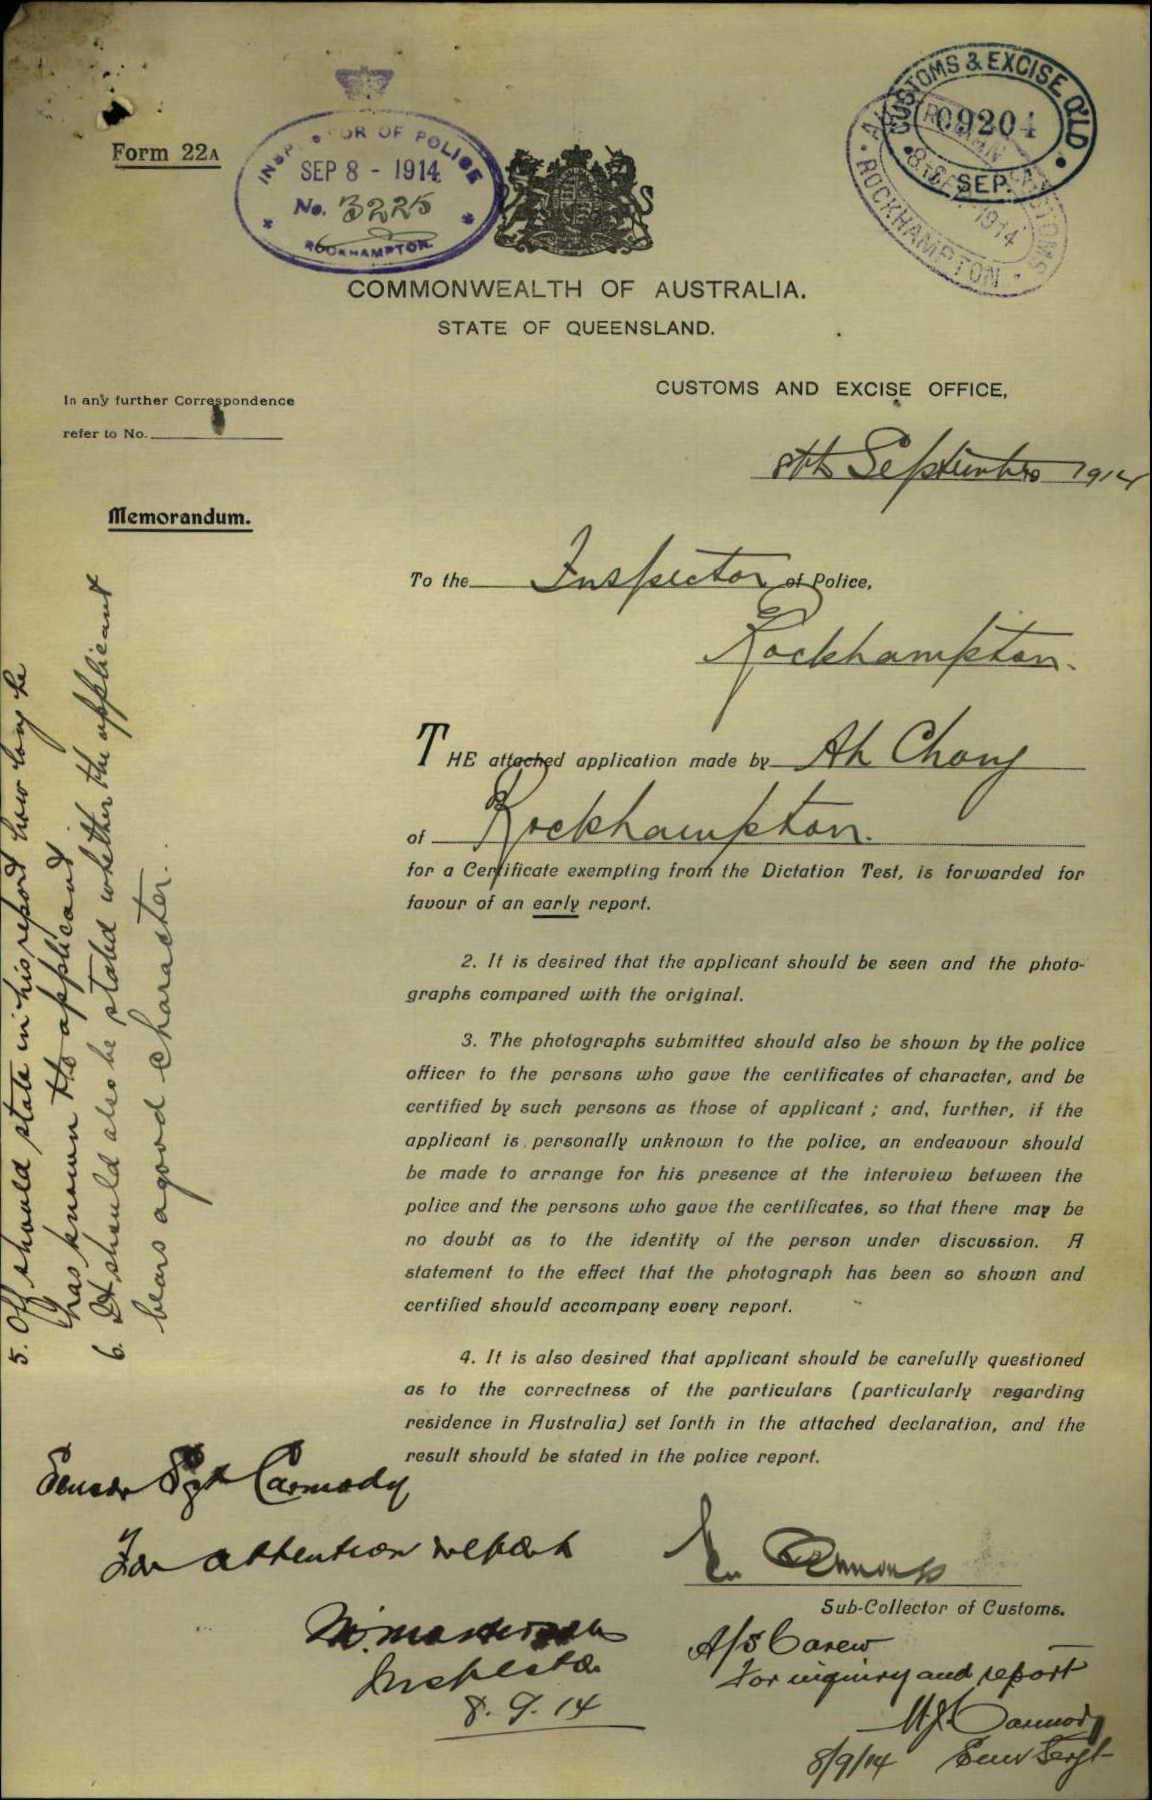 Form 22A
INSPECTOR OF POLICE
SEP 8 - 1914
No. 3225
ROCKHAMPTON
CUSTOMS & EXCISE Q'LD
09204
SEP.
8 SEP 1914
ROCKHAMPTON
COMMONWEALTH OF AUSTRALIA.
STATE OF QUEENSLAND.
In any further Correspondence
refer to No.
CUSTOMS AND EXCISE OFFICE,
8th September 1914
Memorandum.
To the Inspector of Police,
Rockhampton.
THE attached application made by Ah Chong
of Rockhampton.
for a Certificate exempting from the Dictation Test, is forwarded for
favour of an early report.
2. It is desired that the applicant should be seen and the photo-
graphs compared with the original.
3. The photographs submitted should also be shown by the police
officer to the persons who gave the certificates of character, and be
certified by such persons as those of applicant ; and, further, if the
applicant is personally unknown to the police, an endeavour should
be made to arrange for his presence at the interview between the
police and the persons who gave the certificates, so that there may be
no doubt as to the identity of the person under discussion. A
statement to the effect that the photograph has been so shown and
certified should accompany every report.
4. It is also desired that applicant should be carefully questioned
as to the correctness of the particulars (particularly regarding
residence in Australia) set forth in the attached declaration, and the
result should be stated in the police report.
5. Off should state in his report how long he
has known the applicant
6. It should also be stated whether the applicant
bears a good character.
Senior Sgt Carmody
For attention report
Inspector
8. 9. 14
Sub-Collector of Customs.
A/S Carew
For inquiry and report
M J Carmody
8/9/14 Senr Sergt